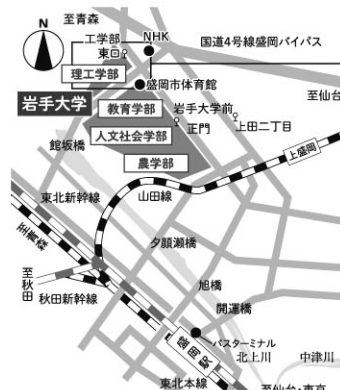 至青森
N
NHK
工学部
東口
国道4号線盛岡バイパス
理工学部
盛岡市体育館
至仙台
岩手大学
教育学部
岩手大学前
正門
上田二丁目
人文社会学部
館坂橋
農学部
上盛岡
山田線
東北新幹線
至青森
夕顔瀬橋
至秋田
秋田新幹線
旭橋
開運橋
バスターミナル
盛岡駅
北上川
中津川
東北本線
至仙台・東京